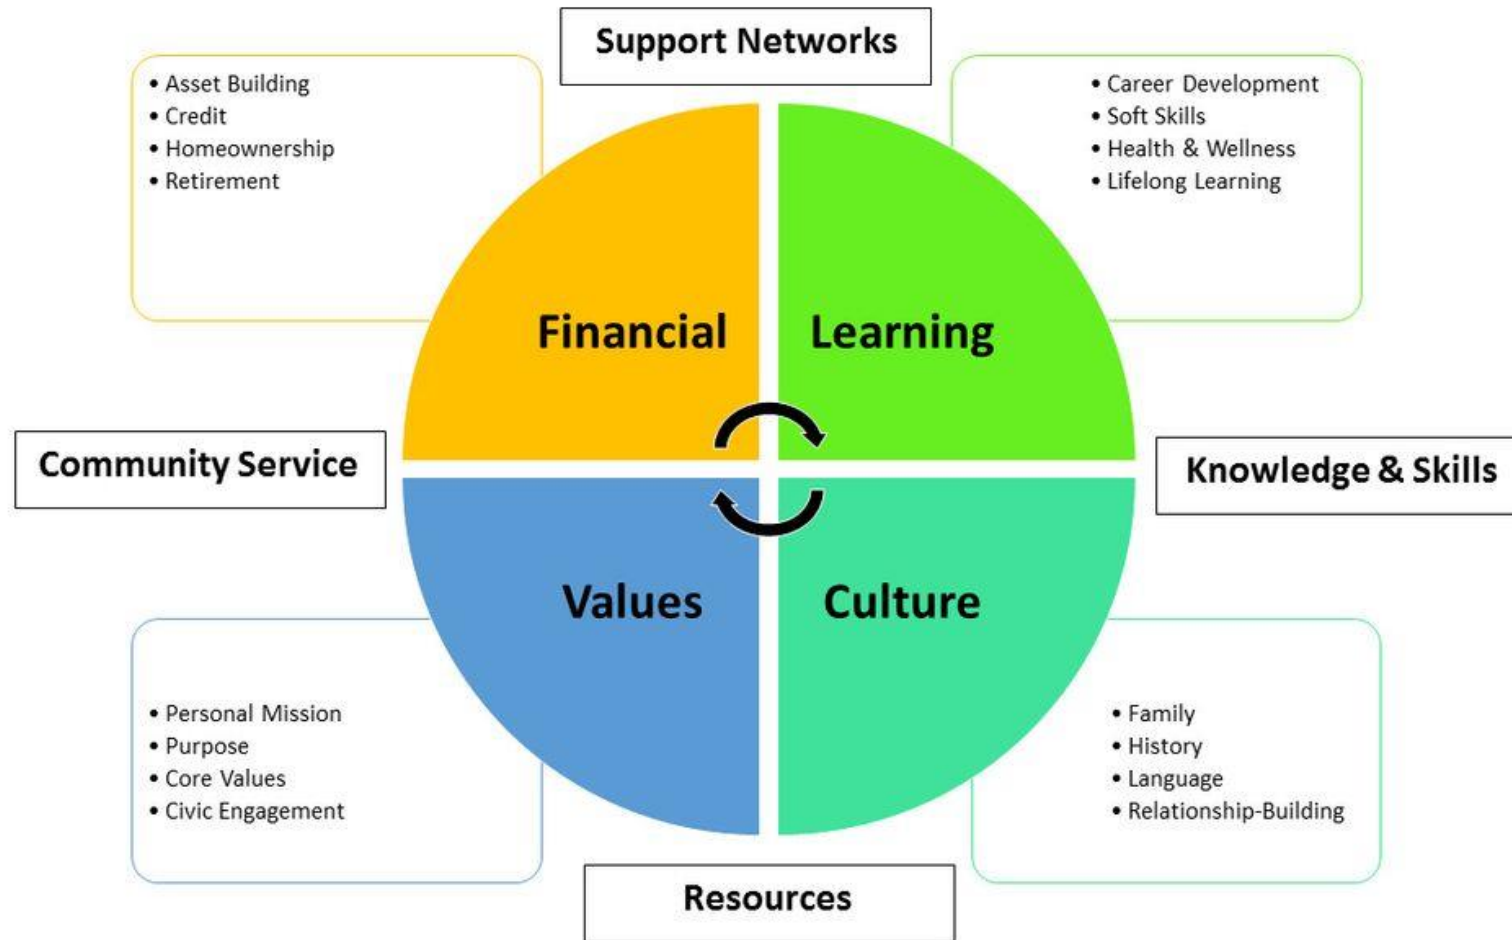 Support Networks
• Asset Building
• Credit
• Homeownership
• Retirement
• Career Development
• Soft Skills
• Health & Wellness
• Lifelong Learning
Financial
Learning
Community Service
Knowledge & Skills
Values
Culture
• Personal Mission
• Purpose
• Core Values
• Civic Engagement
• Family
• History
• Language
• Relationship-Building
Resources